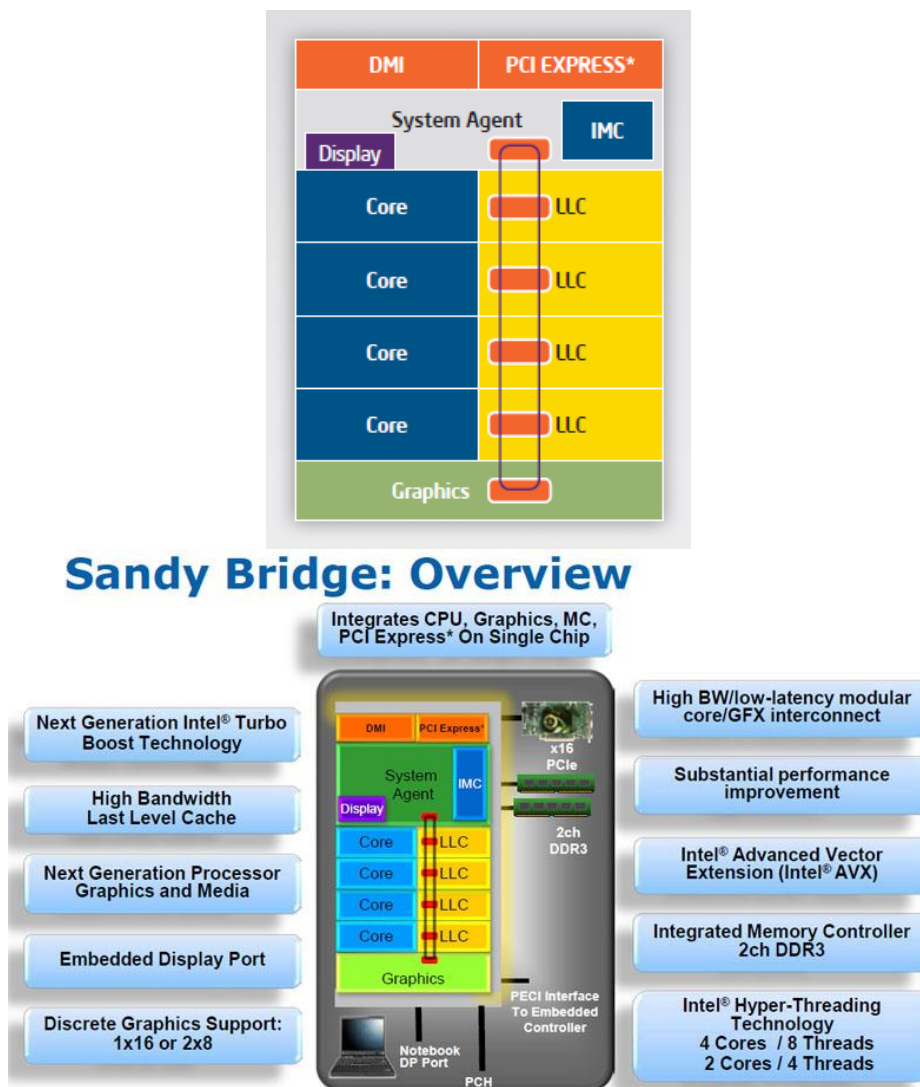 DMI
PCI EXPRESS*
System Agent
IMC
Display
Core
LLC
Core
LLC
Core
LLC
Core
LLC
Graphics
Sandy Bridge: Overview
Integrates CPU, Graphics, MC,
PCI Express* On Single Chip
Next Generation Intel® Turbo
Boost Technology
High Bandwidth
Last Level Cache
Next Generation Processor
Graphics and Media
Embedded Display Port
Discrete Graphics Support:
1x16 or 2x8
DMI
PCI Express*
System
Agent
IMC
Display
Core
LLC
Core
LLC
Core
LLC
Core
LLC
Graphics
x16
PCIe
2ch
DDR3
PECI Interface
To Embedded
Controller
Notebook
DP Port
PCH
High BW/low-latency modular
core/GFX interconnect
Substantial performance
improvement
Intel® Advanced Vector
Extension (Intel® AVX)
Integrated Memory Controller
2ch DDR3
Intel® Hyper-Threading
Technology
4 Cores / 8 Threads
2 Cores / 4 Threads